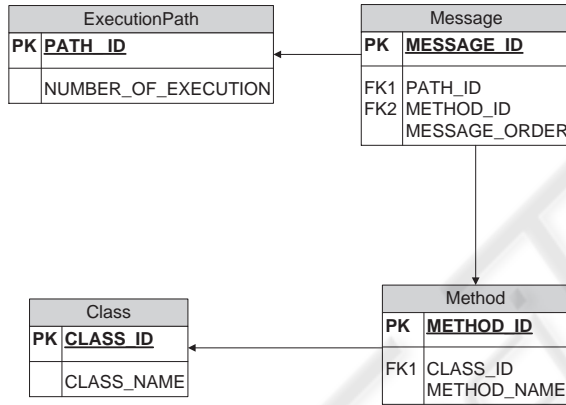 ExecutionPath
PK PATH_ID
NUMBER_OF_EXECUTION
Message
PK MESSAGE_ID
FK1 PATH_ID
FK2 METHOD_ID
MESSAGE_ORDER
Class
PK CLASS_ID
CLASS_NAME
Method
PK METHOD_ID
FK1 CLASS_ID
METHOD_NAME